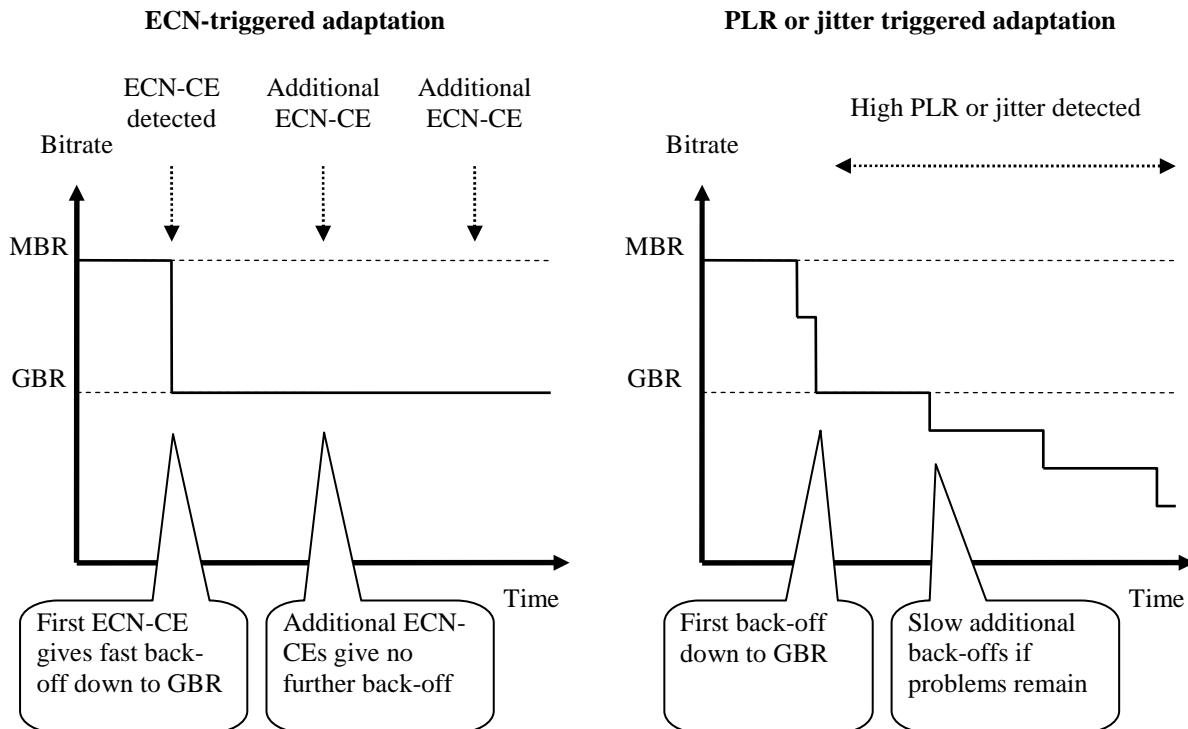 ECN-triggered adaptation
ECN-CE
detected
Additional
ECN-CE
Additional
ECN-CE
Bitrate
MBR
GBR
Time
First ECN-CE
gives fast back-
off down to GBR
Additional ECN-
CEs give no
further back-off
PLR or jitter triggered adaptation
High PLR or jitter detected
Bitrate
MBR
GBR
Time
First back-off
down to GBR
Slow additional
back-offs if
problems remain